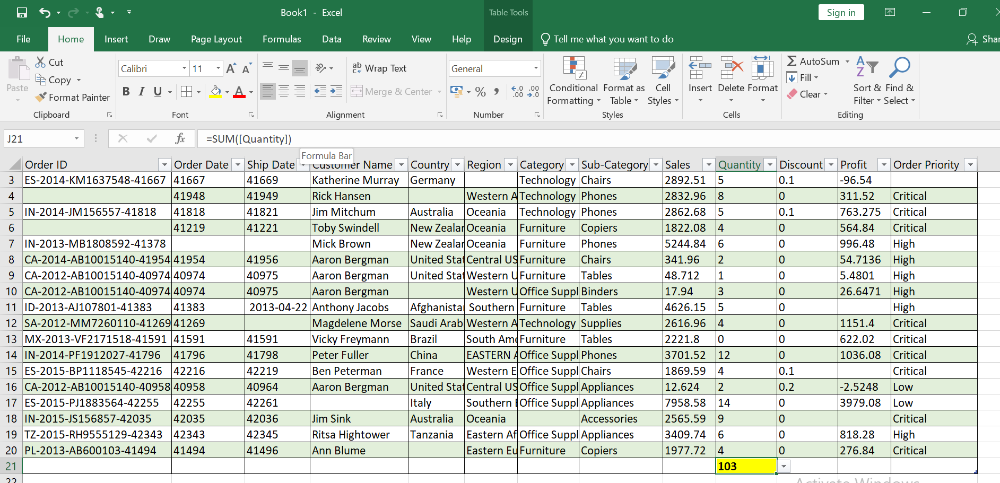 Book1 - Excel
Table Tools
Sign in
File Home Insert Draw Page Layout Formulas Data Review View Help Design Tell me what you want to do Shar
Paste
Cut
Copy
Format Painter
Clipboard
Calibri 11
B I U
Font
Wrap Text
Merge & Center
Alignment
General
Number
Conditional Formatting
Format as Table
Cell Styles
Styles
Insert Delete Format
Cells
AutoSum
Fill
Clear
Sort & Filter
Find & Select
Editing
J21 fx =SUM([Quantity])
Formula Bar
Order ID Order Date Ship Date Customer Name Country Region Category Sub-Category Sales Quantity Discount Profit Order Priority
3 ES-2014-KM1637548-41667 41667 41669 Katherine Murray Germany Technology Chairs 2892.51 5 0.1 -96.54
4 41948 41949 Rick Hansen Western A Technology Phones 2832.96 8 0 311.52 Critical
5 IN-2014-JM156557-41818 41818 41821 Jim Mitchum Australia Oceania Technology Phones 2862.68 5 0.1 763.275 Critical
6 41219 41221 Toby Swindell New Zealan Oceania Furniture Copiers 1822.08 4 0 564.84 Critical
7 IN-2013-MB1808592-41378 Mick Brown New Zealan Oceania Furniture Phones 5244.84 6 0 996.48 High
8 CA-2014-AB10015140-41954 41954 41956 Aaron Bergman United Stat Central US Furniture Chairs 341.96 2 0 54.7136 High
9 CA-2012-AB10015140-40974 40974 40975 Aaron Bergman United Stat Western U Furniture Tables 48.712 1 0 5.4801 High
10 CA-2012-AB10015140-40974 40974 40975 Aaron Bergman Western U Office Suppl Binders 17.94 3 0 26.6471 High
11 ID-2013-AJ107801-41383 41383 2013-04-22 Anthony Jacobs Afghanistan Southern Furniture Tables 4626.15 5 0 High
12 SA-2012-MM7260110-41269 41269 Magdelene Morse Saudi Arabi Western A Technology Supplies 2616.96 4 0 1151.4 Critical
13 MX-2013-VF2171518-41591 41591 41591 Vicky Freymann Brazil South Ame Furniture Tables 2221.8 0 0 622.02 Critical
14 IN-2014-PF1912027-41796 41796 41798 Peter Fuller China EASTERN A Office Suppl Phones 3701.52 12 0 1036.08 Critical
15 ES-2015-BP1118545-42216 42216 42219 Ben Peterman France Western E Office Suppl Chairs 1869.59 4 0.1 Critical
16 CA-2012-AB10015140-40958 40958 40964 Aaron Bergman United Stat Central US Office Suppl Appliances 12.624 2 0.2 -2.5248 Low
17 ES-2015-PJ1883564-42255 42255 42261 Italy Southern E Office Suppl Appliances 7958.58 14 0 3979.08 Low
18 IN-2015-JS156857-42035 42035 42036 Jim Sink Australia Oceania Accessories 2565.59 9 0 Critical
19 TZ-2015-RH9555129-42343 42343 42345 Ritsa Hightower Tanzania Eastern Af Office Suppl Appliances 3409.74 6 0 818.28 High
20 PL-2013-AB600103-41494 41494 41496 Ann Blume Eastern Eu Furniture Copiers 1977.72 4 0 276.84 Critical
21 103
22
Activate Windows